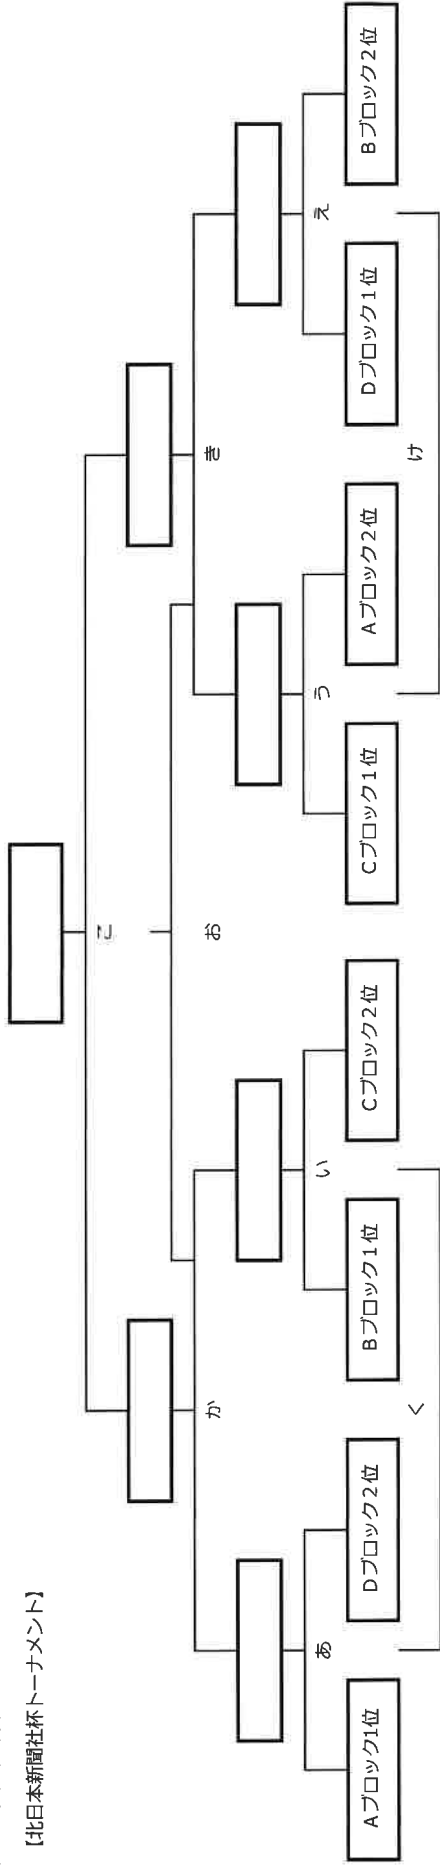 【北日本新聞社杯トーナメント】
こ
お
か
き
あ
い
う
え
Aブロック1位
Dブロック2位
Bブロック1位
Cブロック2位
Cブロック1位
Aブロック2位
Dブロック1位
Bブロック2位
く
け